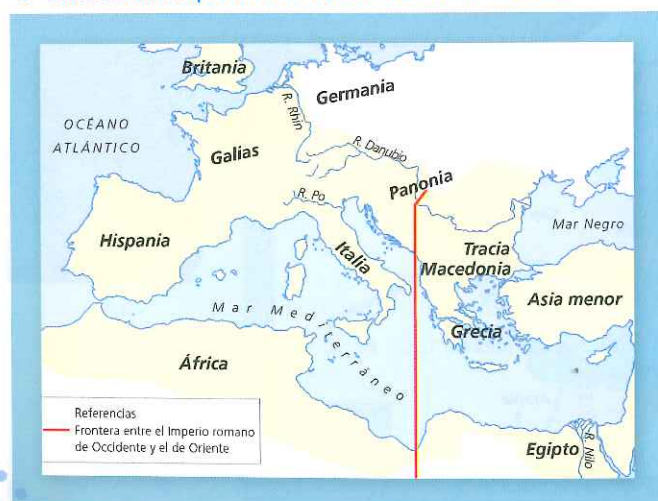 Britania
Germania
R. Rhin
OCÉANO
ATLÁNTICO
Galias
R. Danubio
Panonia
R. Po
Mar Negro
Hispania
Italia
Tracia
Macedonia
Asia menor
Mar Mediterráneo
Grecia
África
Referencias
Frontera entre el Imperio romano
de Occidente y el de Oriente
Egipto
R. Nilo